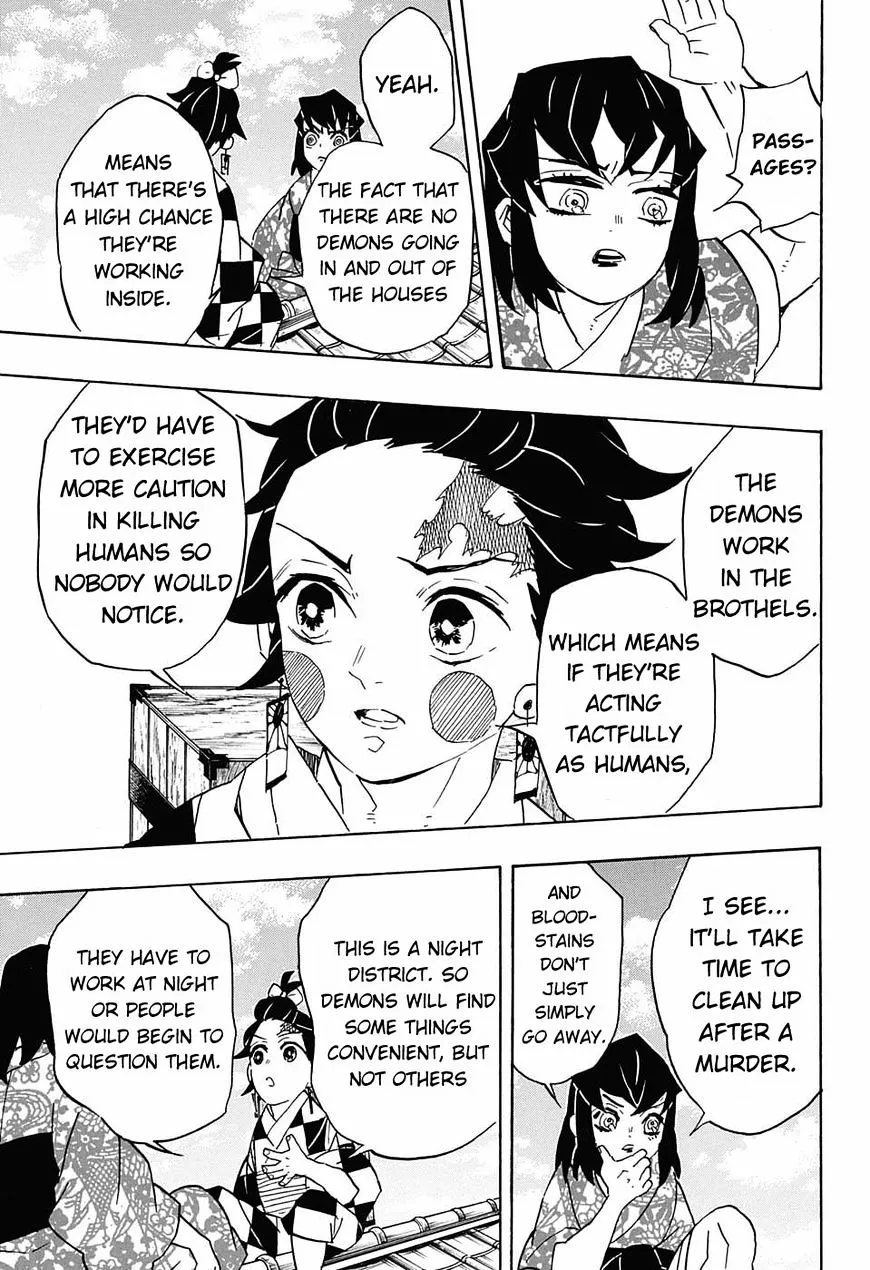 PASS-
AGES?
YEAH.
THE FACT THAT
THERE ARE NO
DEMONS GOING
IN AND OUT OF
THE HOUSES
MEANS
THAT THERE'S
A HIGH CHANCE
THEY'RE
WORKING
INSIDE.
THE
DEMONS
WORK
IN THE
BROTHELS.
WHICH MEANS
IF THEY'RE
ACTING
TACTFULLY
AS HUMANS,
THEY'D HAVE
TO EXERCISE
MORE CAUTION
IN KILLING
HUMANS SO
NOBODY WOULD
NOTICE.
I SEE...
IT'LL TAKE
TIME TO
CLEAN UP
AFTER A
MURDER.
AND
BLOOD-
STAINS
DON'T
JUST
SIMPLY
GO AWAY.
THIS IS A NIGHT
DISTRICT. SO
DEMONS WILL FIND
SOME THINGS
CONVENIENT, BUT
NOT OTHERS
THEY HAVE TO
WORK AT NIGHT
OR PEOPLE
WOULD BEGIN TO
QUESTION THEM.